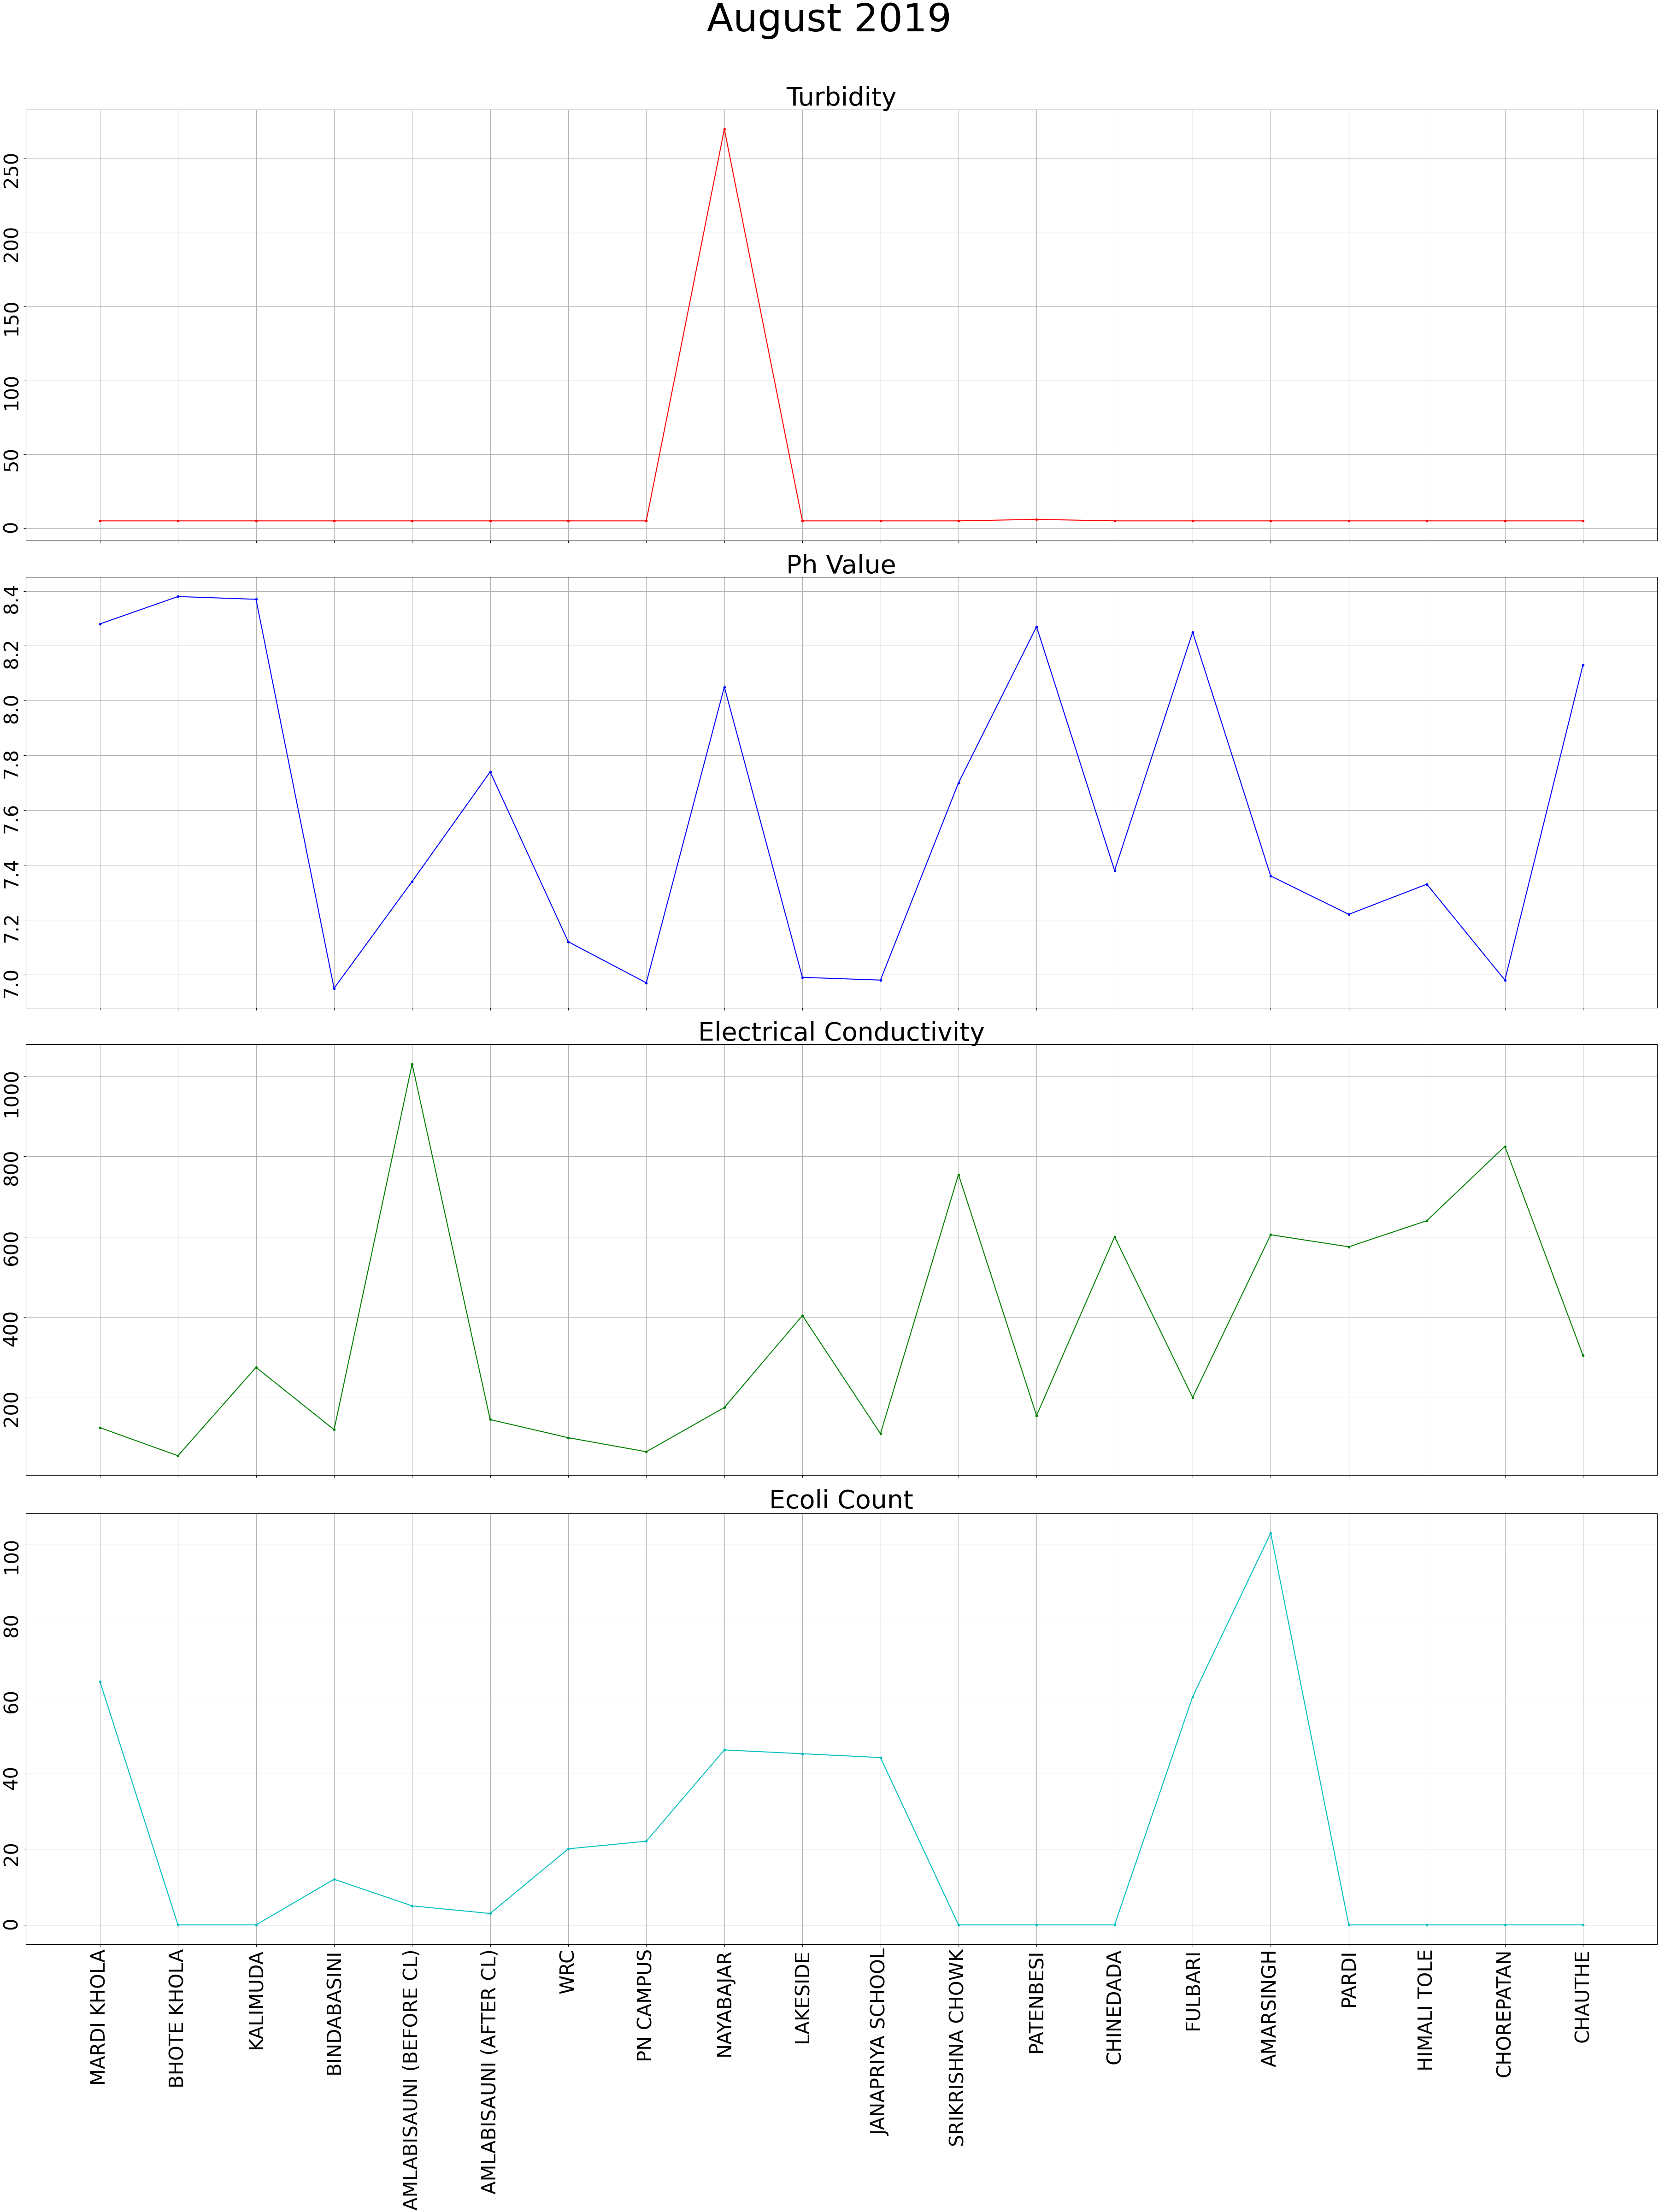 August 2019
Turbidity
250
200
150
100
50
0
Ph Value
8.4
8.2
8.0
7.8
7.6
7.4
7.2
7.0
Electrical Conductivity
1000
800
600
400
200
Ecoli Count
100
80
60
40
20
0
MARDI KHOLA
BHOTE KHOLA
KALIMUDA
BINDABASINI
AMLABISAUNI (BEFORE CL)
AMLABISAUNI (AFTER CL)
WRC
PN CAMPUS
NAYABAJAR
LAKESIDE
JANAPRIYA SCHOOL
SRIKRISHNA CHOWK
PATENBESI
CHINEDADA
FULBARI
AMARSINGH
PARDI
HIMALI TOLE
CHOREPATAN
CHAUTHE